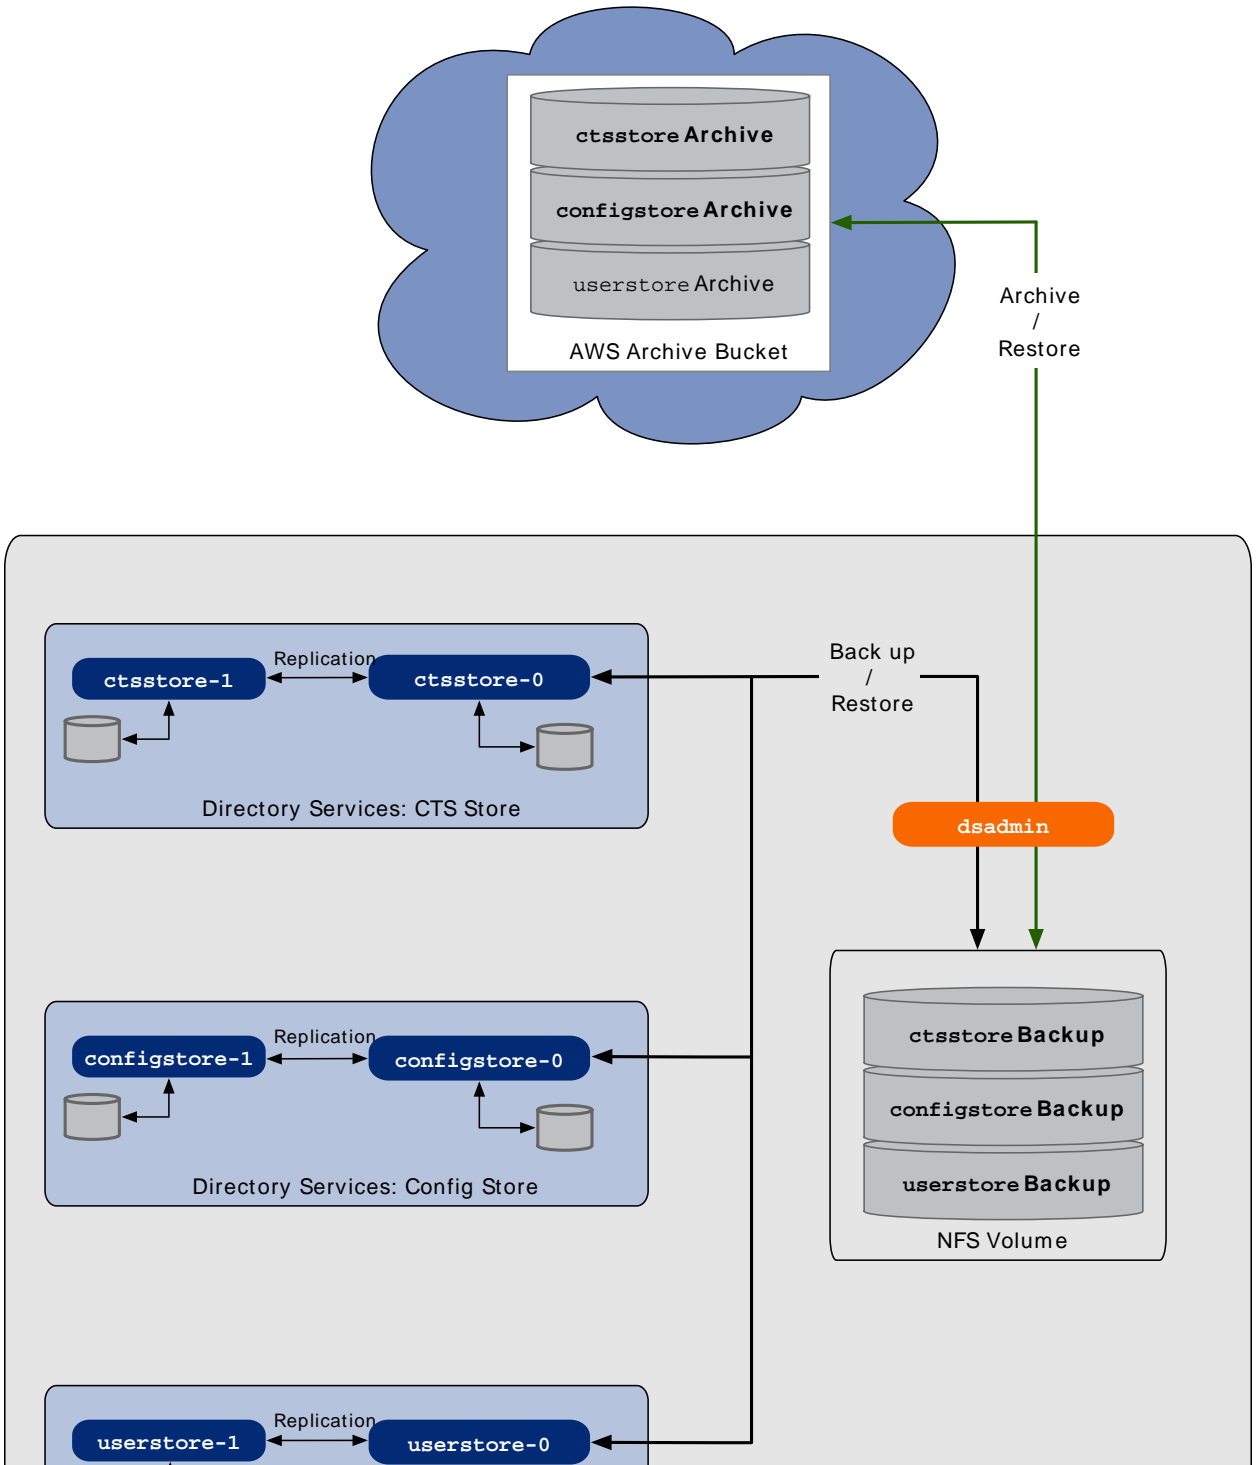 ctsstore Archive
configstore Archive
userstore Archive
AWS Archive Bucket
Archive
/
Restore
Replication
ctsstore-1
ctsstore-0
Directory Services: CTS Store
Back up
/
Restore
dsadmin
Replication
configstore-1
configstore-0
Directory Services: Config Store
ctsstore Backup
configstore Backup
userstore Backup
NFS Volume
Replication
userstore-1
userstore-0